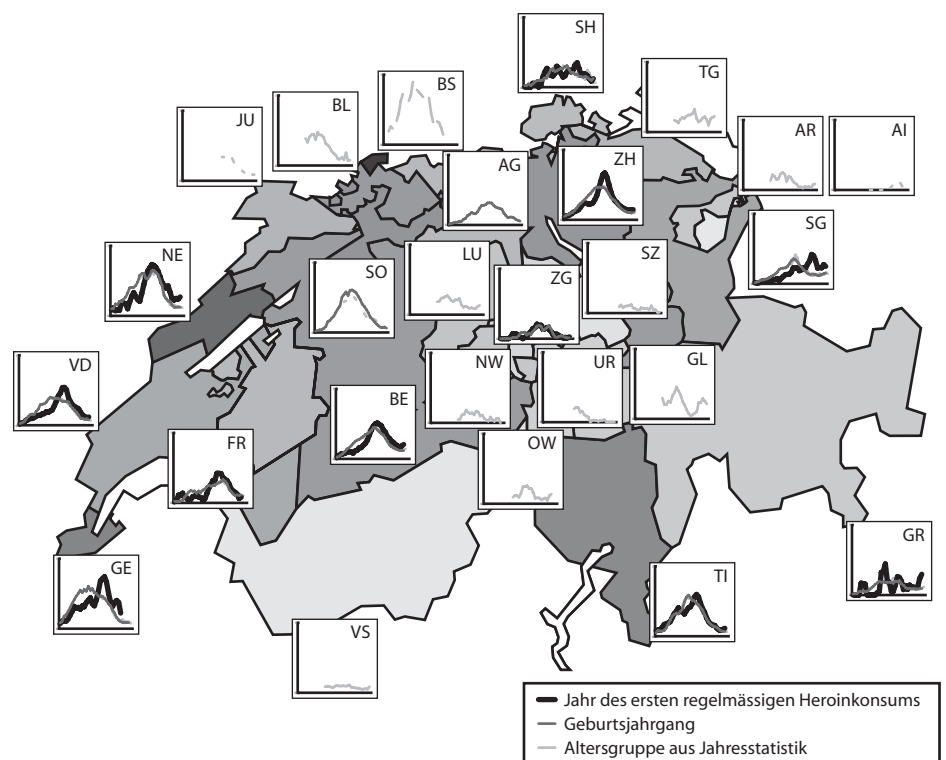 SH
TG
BS
BL
JU
AR
AI
AG
ZH
SG
NE
LU
SZ
SO
ZG
VD
NW
UR
GL
BE
FR
OW
GR
GE
TI
VS
Jahr des ersten regelmässigen Heroinkonsums
Geburtsjahrgang
Altersgruppe aus Jahresstatistik